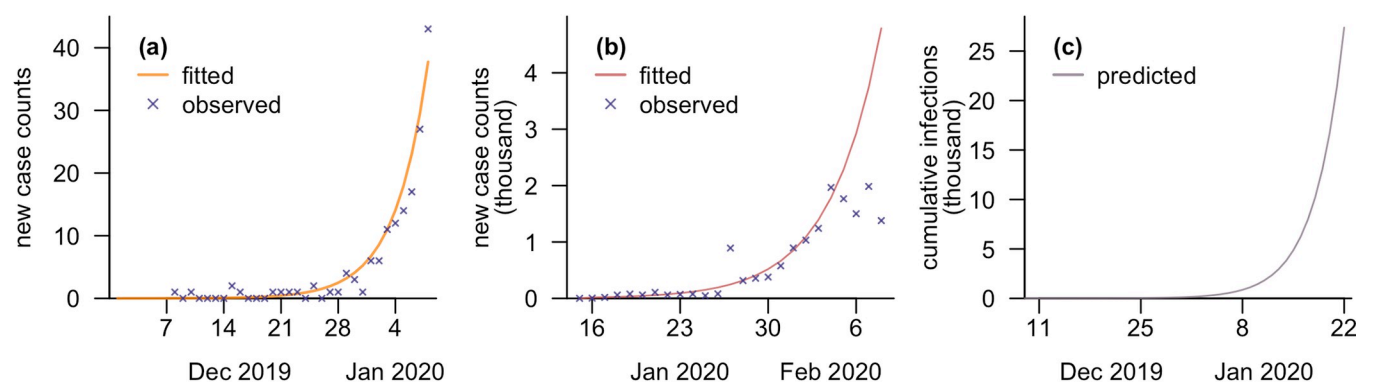 (a)
fitted
observed
new case counts
40
30
20
10
0
7 14 21 28 4
Dec 2019 Jan 2020
(b)
fitted
observed
new case counts
(thousand)
4
3
2
1
0
16 23 30 6
Jan 2020 Feb 2020
(c)
predicted
cumulative infections
(thousand)
25
20
15
10
5
0
11 25 8 22
Dec 2019 Jan 2020